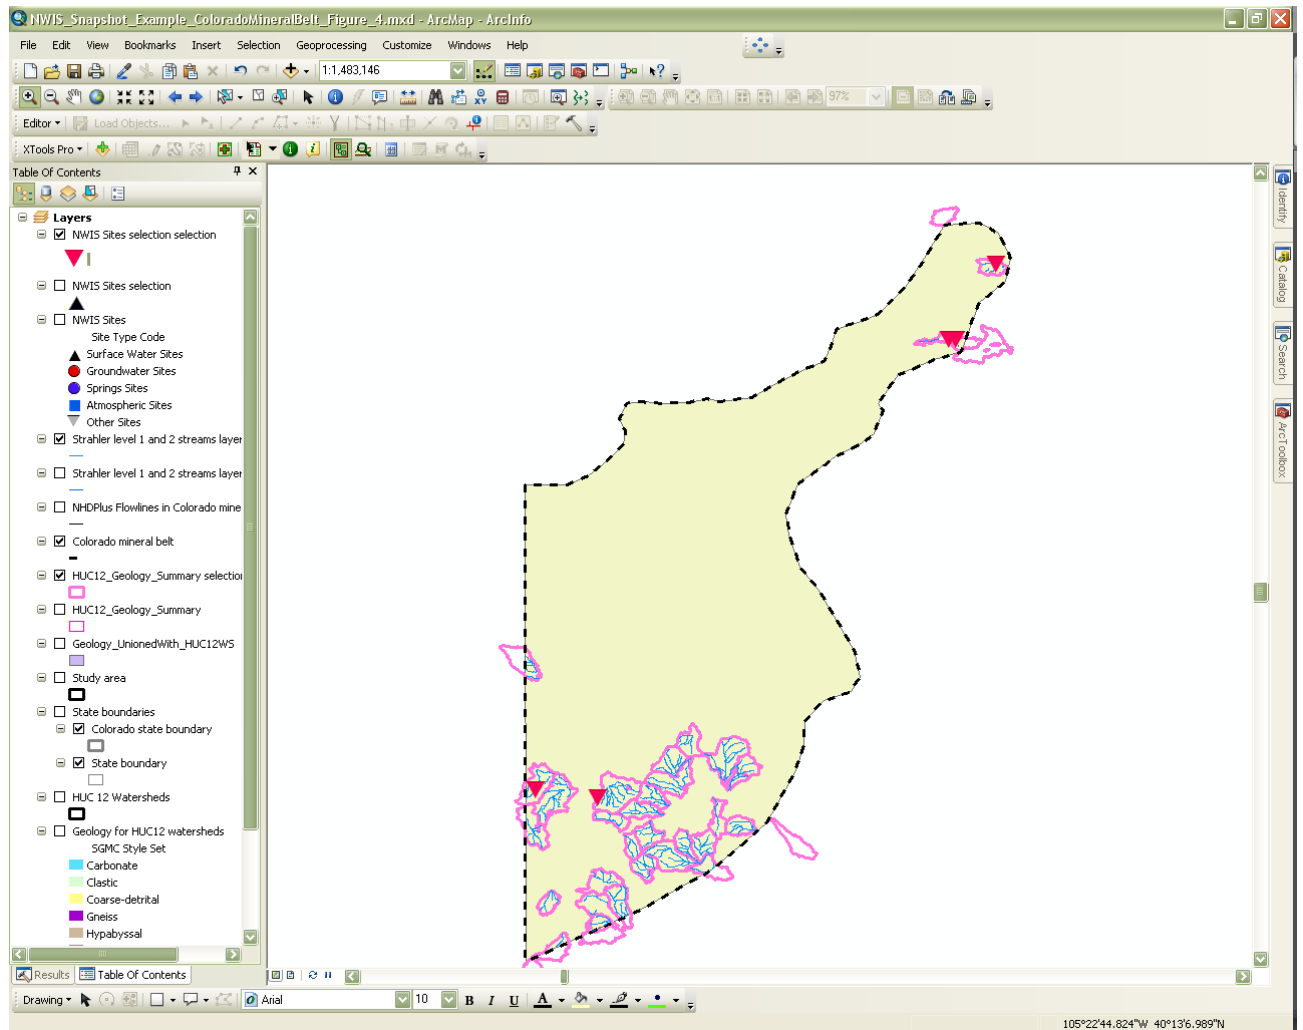 NWIS_Snapshot_Example_ColoradoMineralBelt_Figure_4.mxd - ArcMap - ArcInfo
File Edit View Bookmarks Insert Selection Geoprocessing Customize Windows Help
1:1,483,146
97%
Editor Load Objects...
XTools Pro
Table Of Contents
Layers
NWIS Sites selection selection
NWIS Sites selection
NWIS Sites
Site Type Code
Surface Water Sites
Groundwater Sites
Springs Sites
Atmospheric Sites
Other Sites
Strahler level 1 and 2 streams layer
Strahler level 1 and 2 streams layer
NHDPlus Flowlines in Colorado mine
Colorado mineral belt
HUC12_Geology_Summary selection
HUC12_Geology_Summary
Geology_UnionedWith_HUC12WS
Study area
State boundaries
Colorado state boundary
State boundary
HUC 12 Watersheds
Geology for HUC12 watersheds
SGMC Style Set
Carbonate
Clastic
Coarse-detrital
Gneiss
Hypabyssal
Results Table Of Contents
Identify
Catalog
Search
ArcToolbox
Drawing Arial 10 B I U A
105°22'44.824"W 40°13'6.989"N